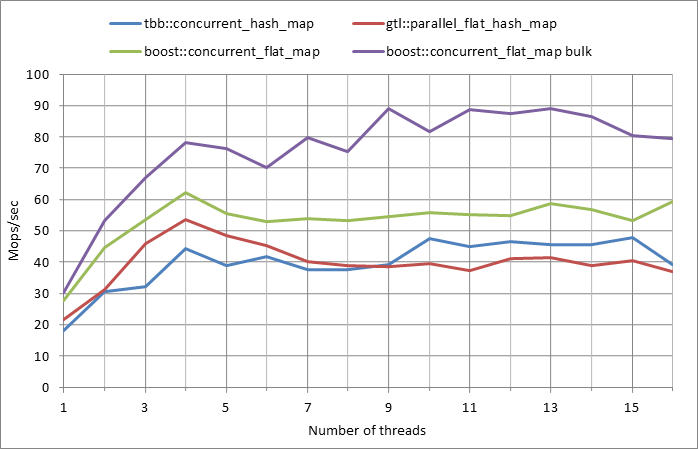 tbb::concurrent_hash_map gtl::parallel_flat_hash_map
boost::concurrent_flat_map boost::concurrent_flat_map bulk
100
90
80
70
60
50
40
30
20
10
0
Mops/sec
1 3 5 7 9 11 13 15
Number of threads